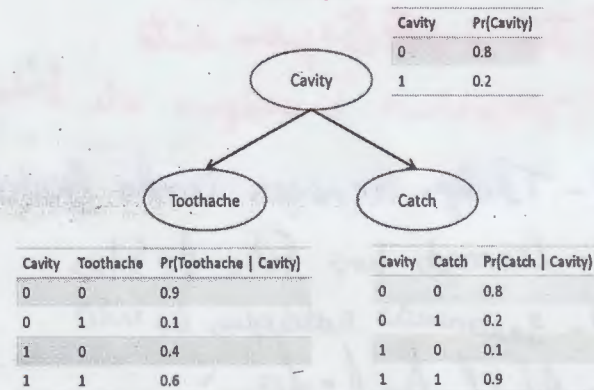 Cavity Pr(Cavity)
0 0.8
1 0.2
Cavity
Toothache
Catch
Cavity Toothache Pr(Toothache | Cavity)
0 0 0.9
0 1 0.1
1 0 0.4
1 1 0.6
Cavity Catch Pr(Catch | Cavity)
0 0 0.8
0 1 0.2
1 0 0.1
1 1 0.9